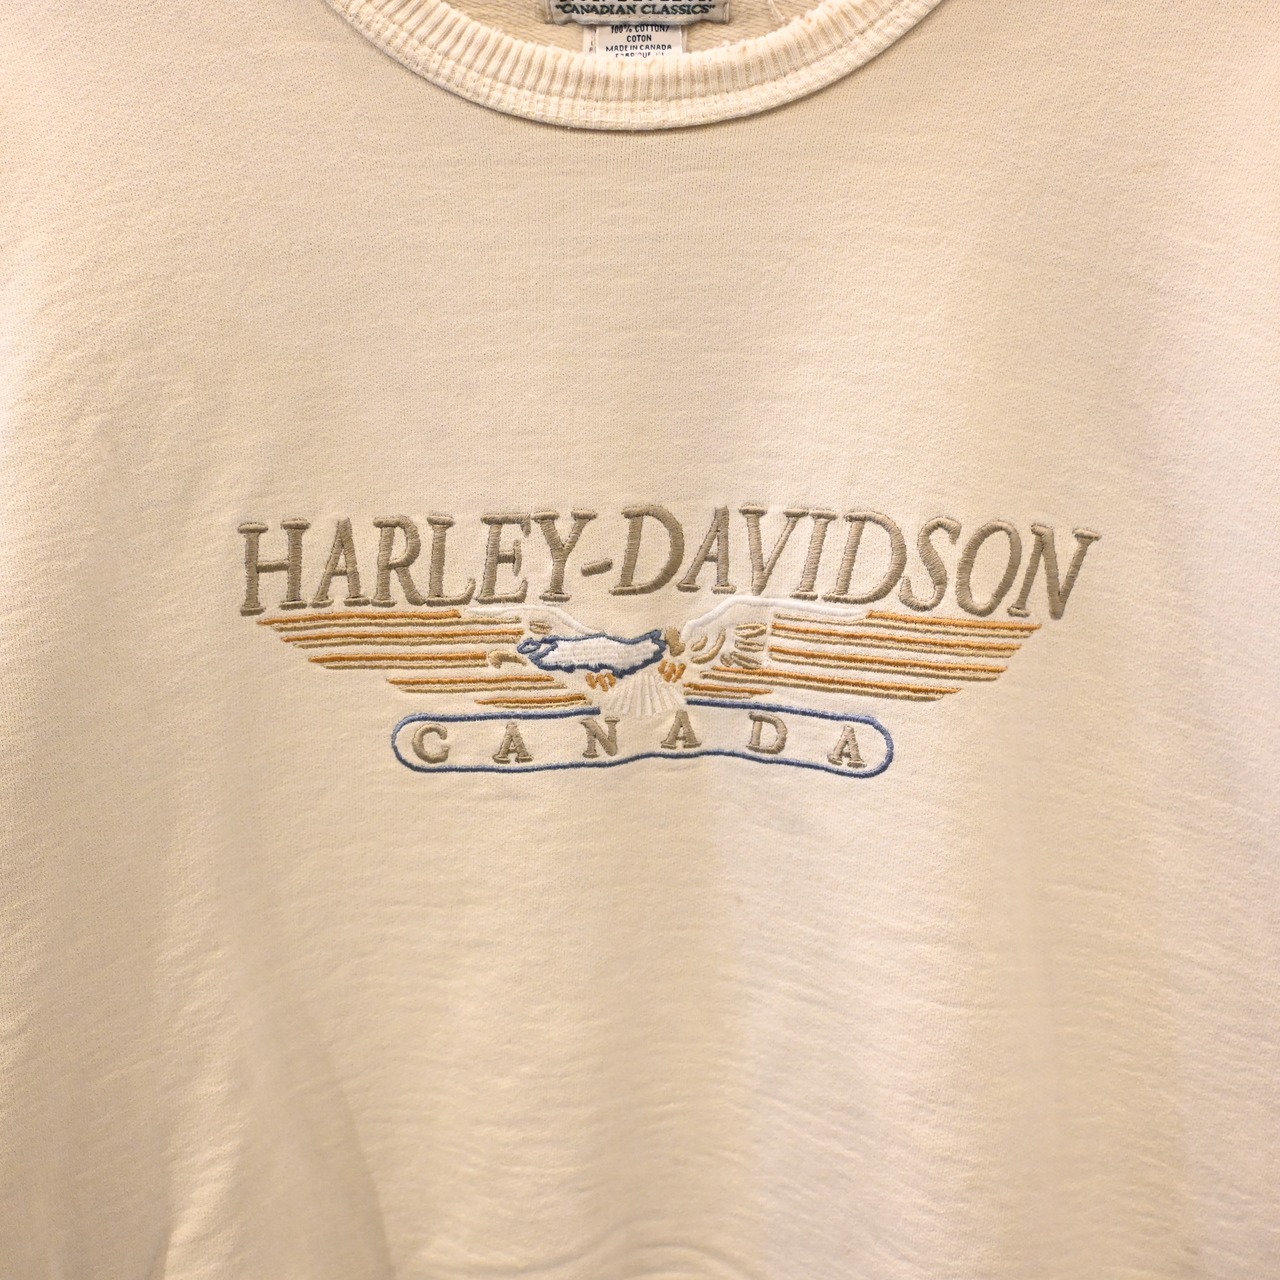 "CANADIAN CLASSICS"
100% COTTON/
COTON
MADE IN CANADA
HARLEY-DAVIDSON
CANADA